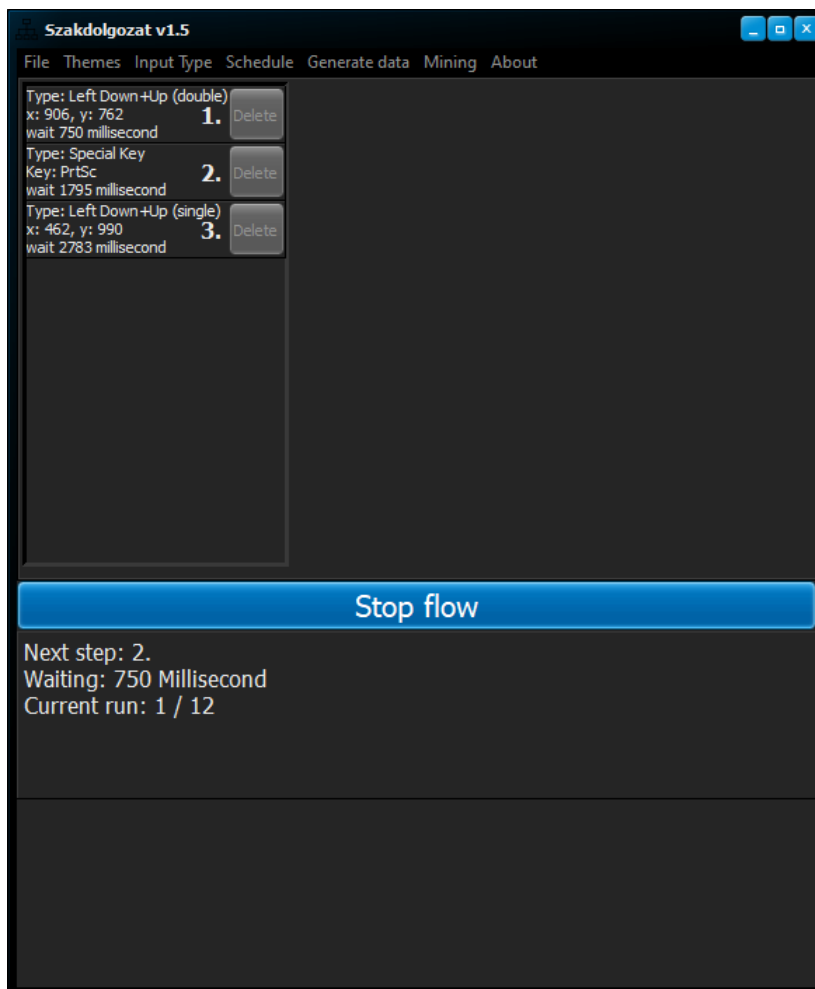 Szakdolgozat v1.5
File Themes Input Type Schedule Generate data Mining About
Type: Left Down+Up (double)
x: 906, y: 762
wait 750 millisecond
1.
Delete
Type: Special Key
Key: PrtSc
wait 1795 millisecond
2.
Delete
Type: Left Down+Up (single)
x: 462, y: 990
wait 2783 millisecond
3.
Delete
Stop flow
Next step: 2.
Waiting: 750 Millisecond
Current run: 1 / 12